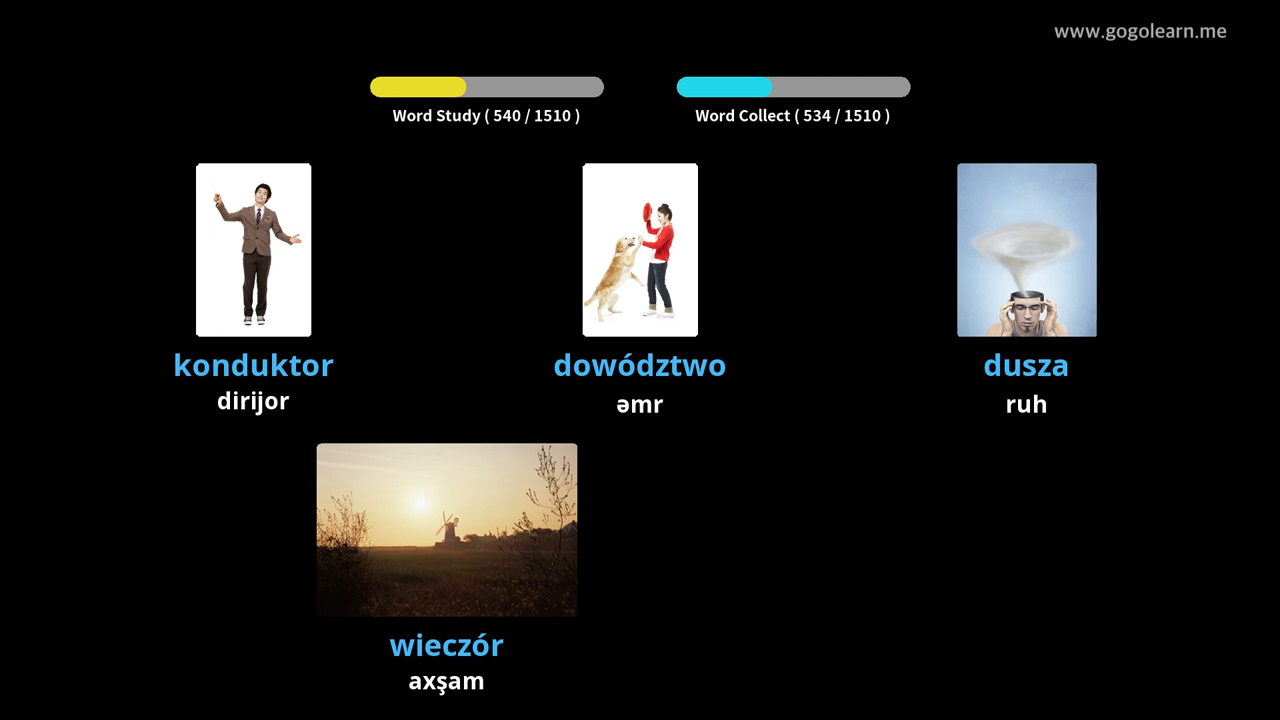 www.gogolearn.me
Word Study ( 540 / 1510 )
Word Collect ( 534 / 1510 )
konduktor
dirijor
dowództwo
əmr
dusza
ruh
wieczór
axşam